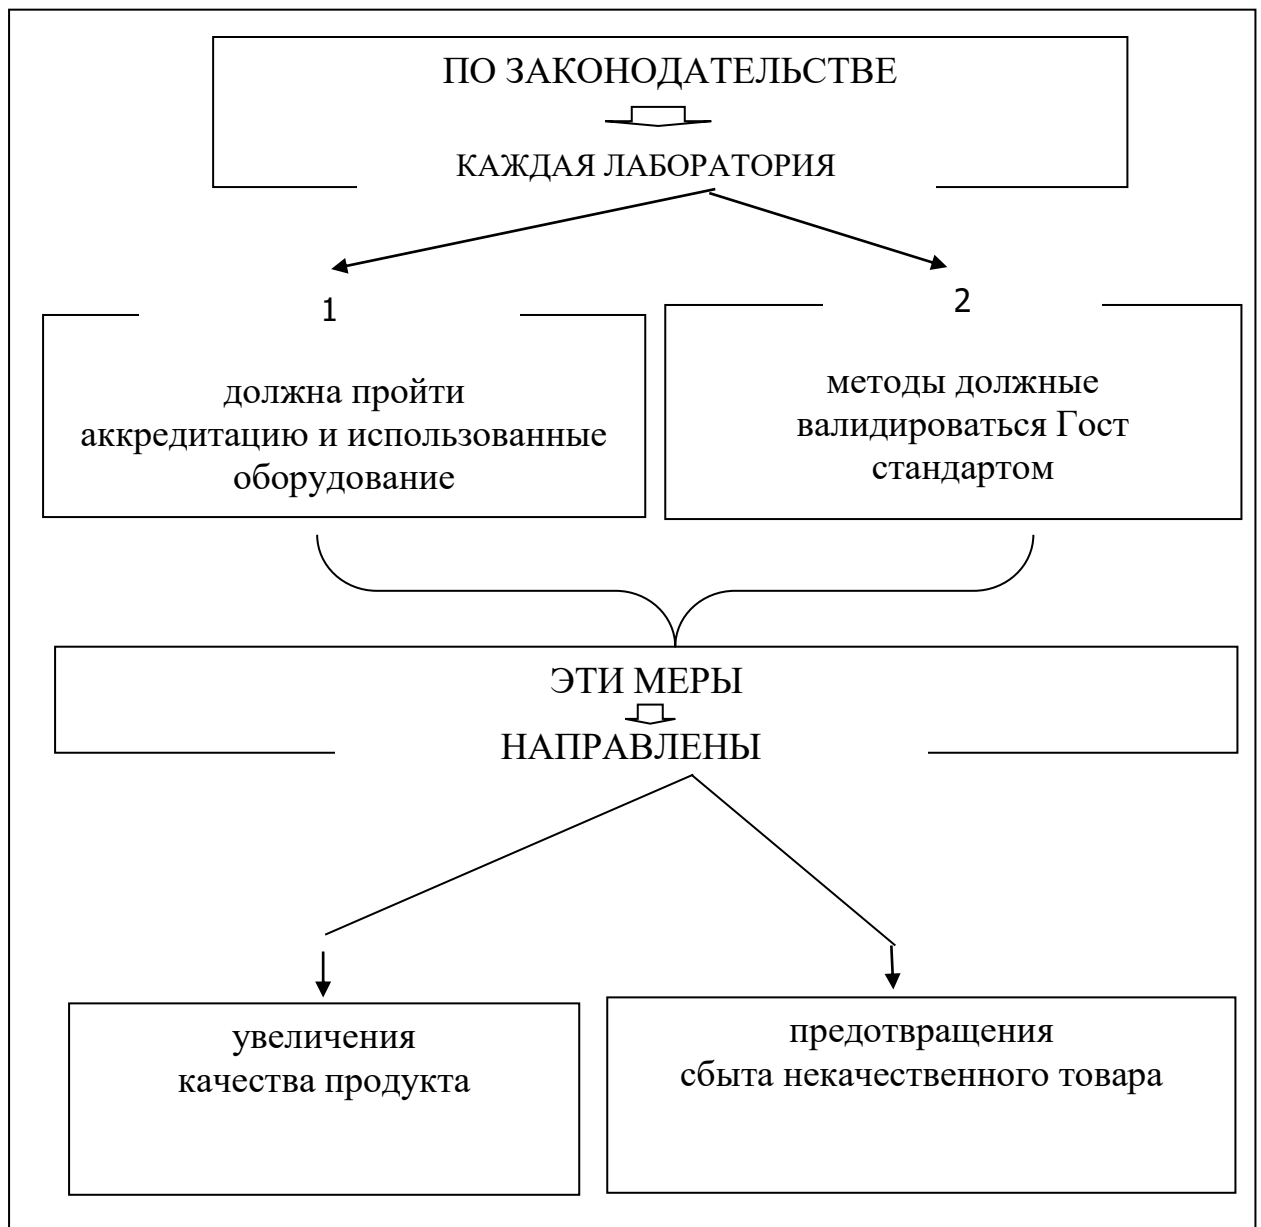 ПО ЗАКОНОДАТЕЛЬСТВЕ
КАЖДАЯ ЛАБОРАТОРИЯ
1
должна пройти
аккредитацию и использованные
оборудование
2
методы должные
валидироваться Гост
стандартом
ЭТИ МЕРЫ
НАПРАВЛЕНЫ
увеличения
качества продукта
предотвращения
сбыта некачественного товара